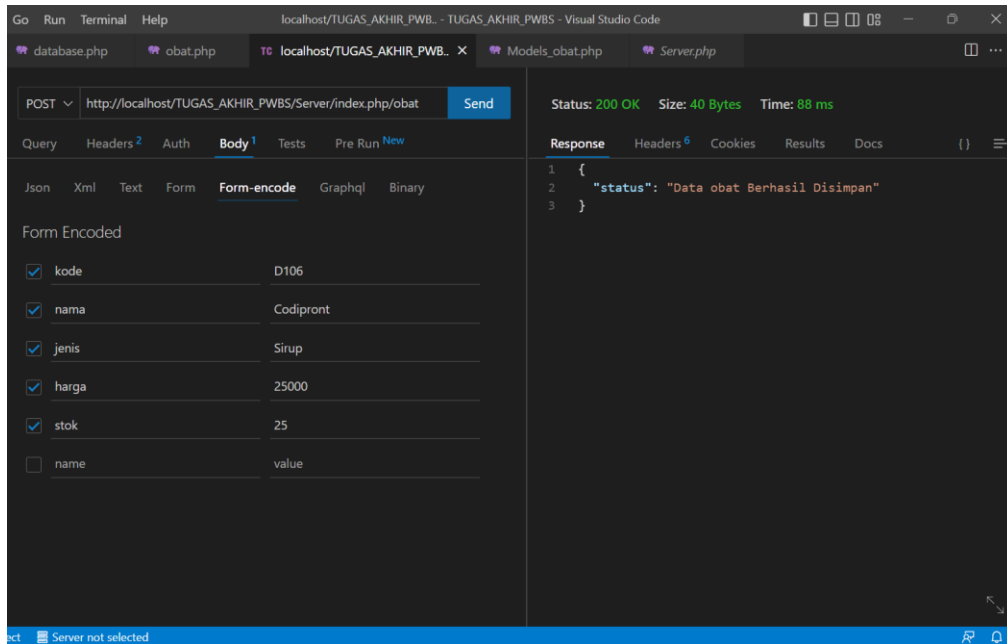 Go Run Terminal Help localhost/TUGAS_AKHIR_PWB.. - TUGAS_AKHIR_PWBS - Visual Studio Code
database.php obat.php TC localhost/TUGAS_AKHIR_PWB.. Models_obat.php Server.php
POST http://localhost/TUGAS_AKHIR_PWBS/Server/index.php/obat Send
Status: 200 OK Size: 40 Bytes Time: 88 ms
Query Headers 2 Auth Body 1 Tests Pre Run New
Response Headers 6 Cookies Results Docs {}
Json Xml Text Form Form-encode Graphql Binary
1 {
2 "status": "Data obat Berhasil Disimpan"
3 }
Form Encoded
kode D106
nama Codipront
jenis Sirup
harga 25000
stok 25
name value
ect Server not selected